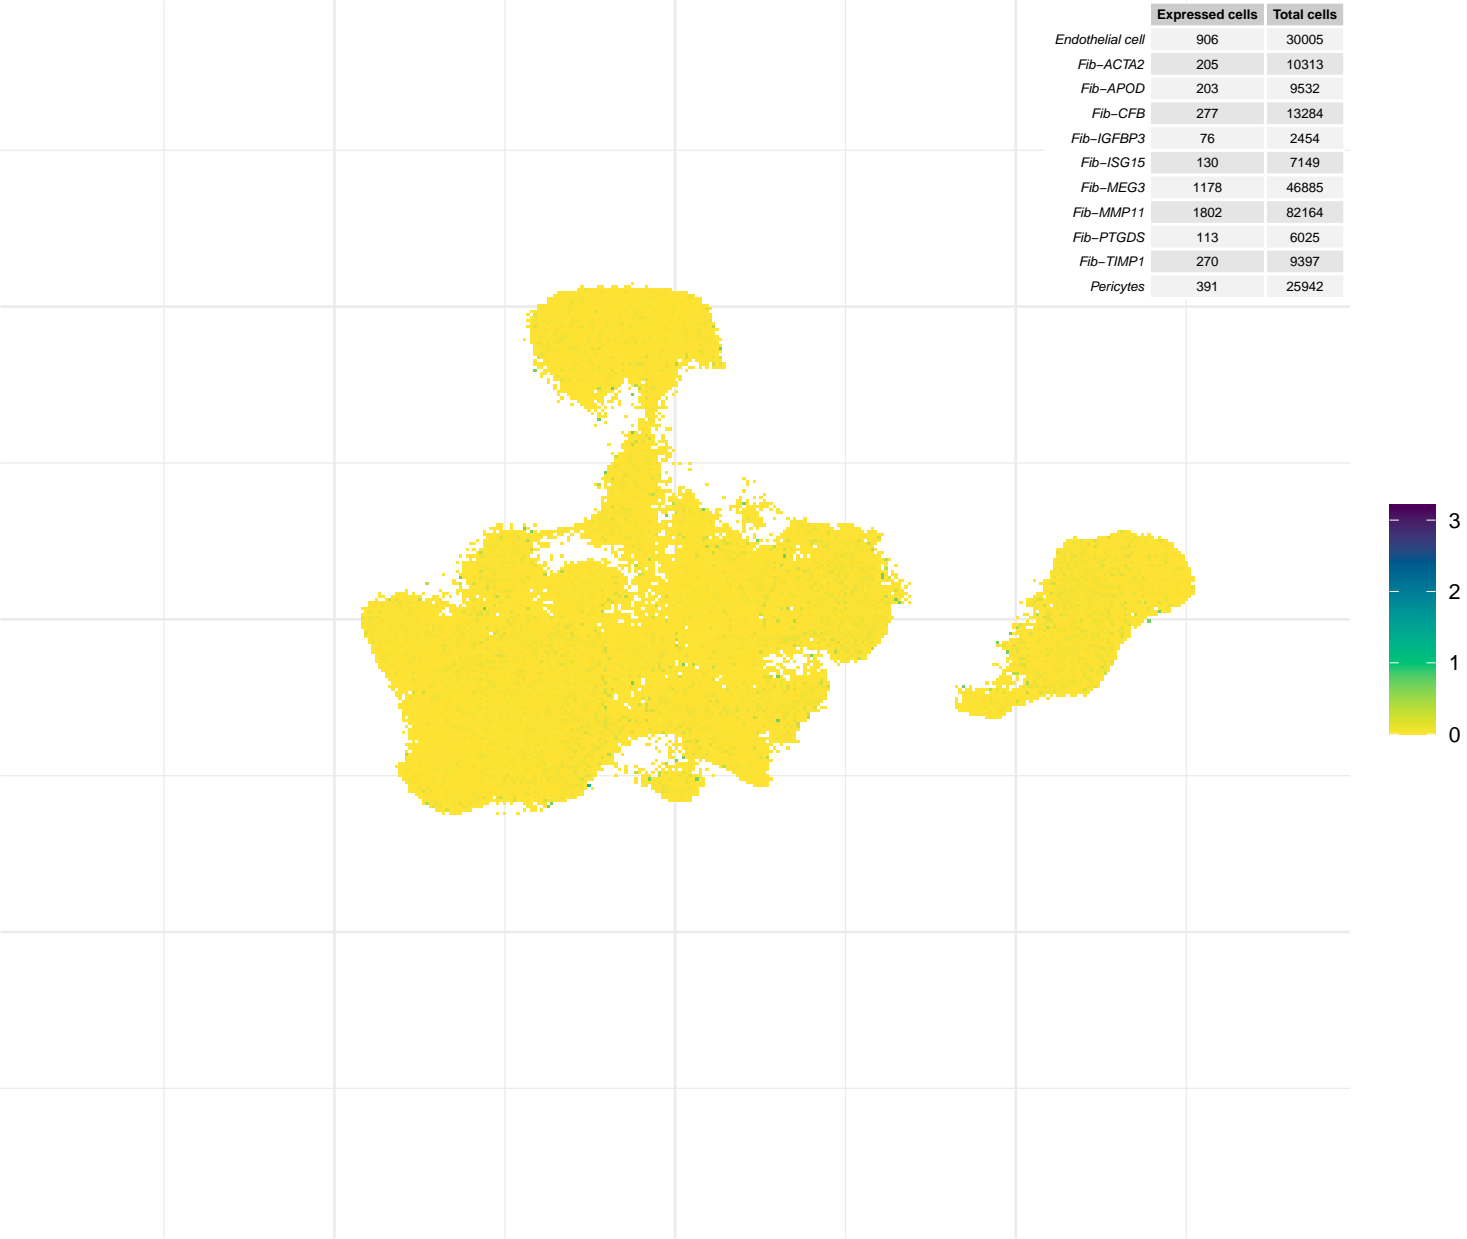 Expressed cells Total cells
Endothelial cell 906 30005
Fib−ACTA2 205 10313
Fib−APOD 203 9532
Fib−CFB 277 13284
Fib−IGFBP3 76 2454
Fib−ISG15 130 7149
Fib−MEG3 1178 46885
Fib−MMP11 1802 82164
Fib−PTGDS 113 6025
Fib−TIMP1 270 9397
Pericytes 391 25942
3
2
1
0